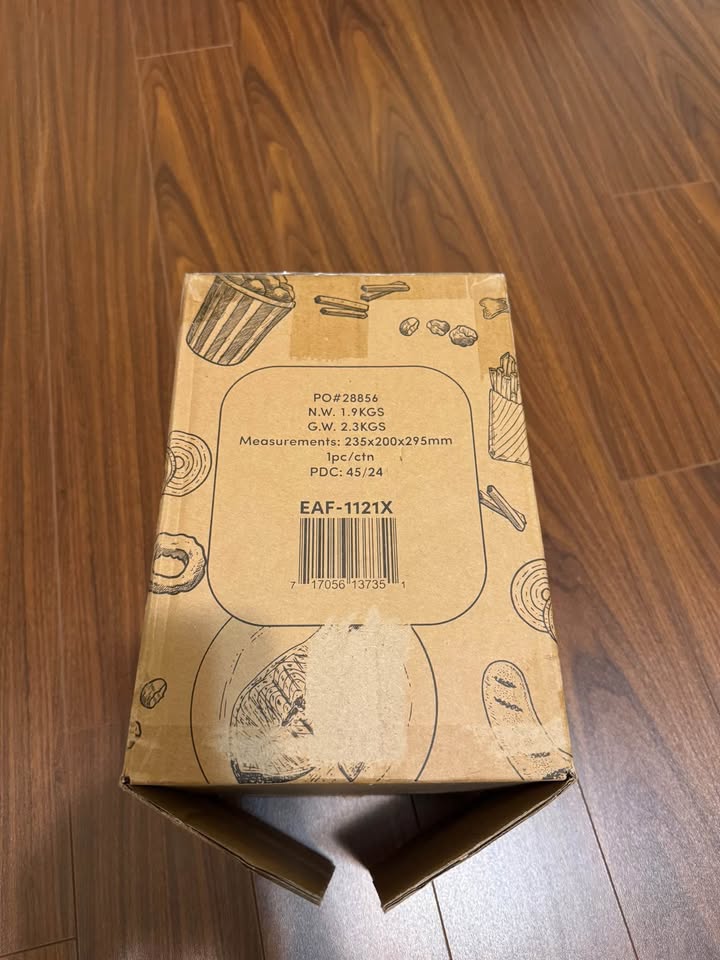 PO#28856
N.W. 1.9KGS
G.W. 2.3KGS
Measurements: 235x200x295mm
1pc/ctn
PDC: 45/24
EAF-1121X
7 17056 13735 1